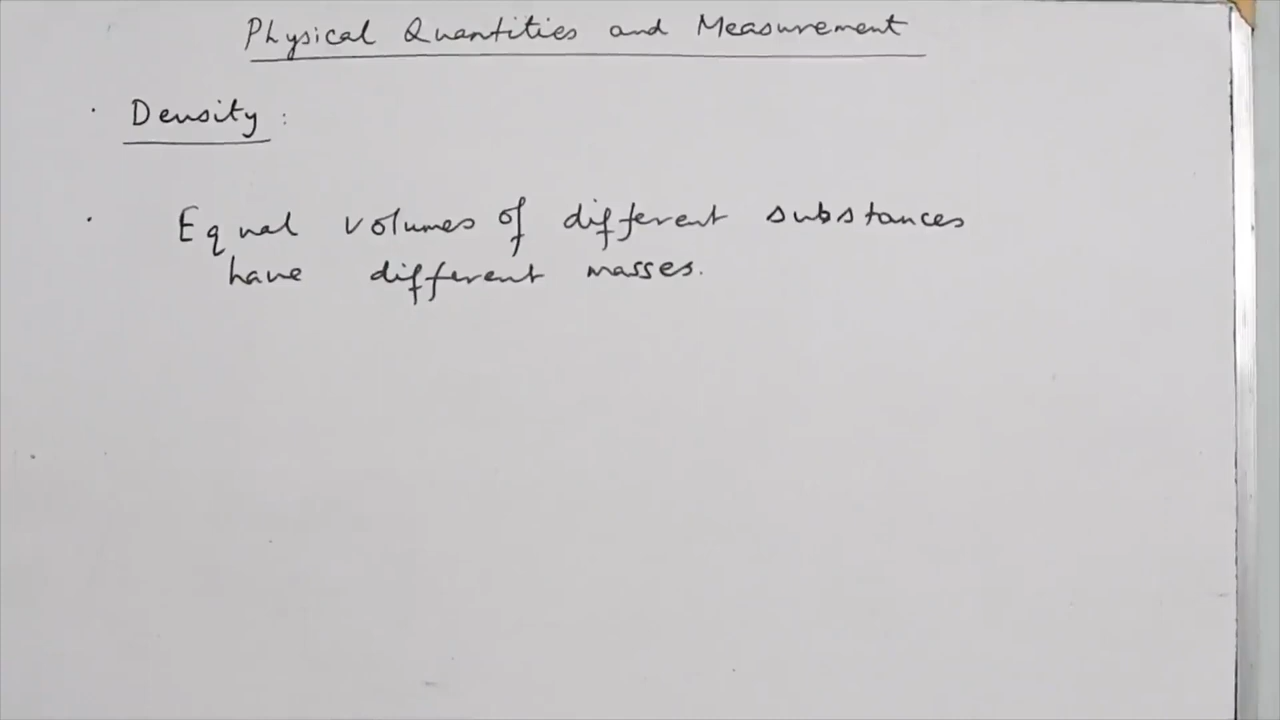 Physical Quantities and Measurement
· Density :
· Equal volumes of different substances
have different masses.